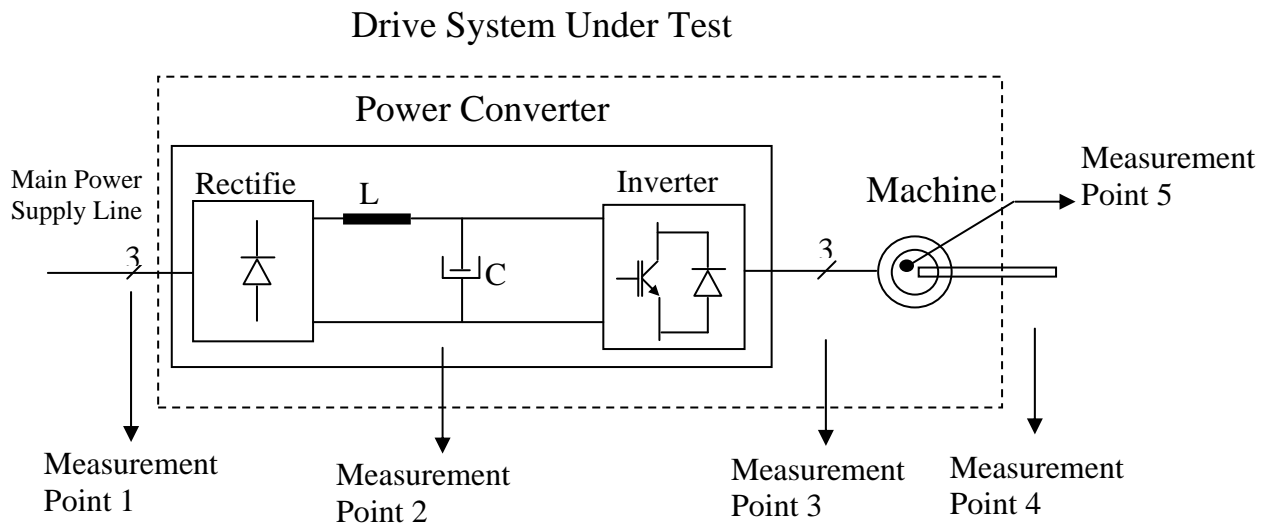 Drive System Under Test
Power Converter
Main Power
Supply Line
3
Rectifie
L
C
Inverter
3
Machine
Measurement
Point 5
Measurement
Point 1
Measurement
Point 2
Measurement
Point 3
Measurement
Point 4